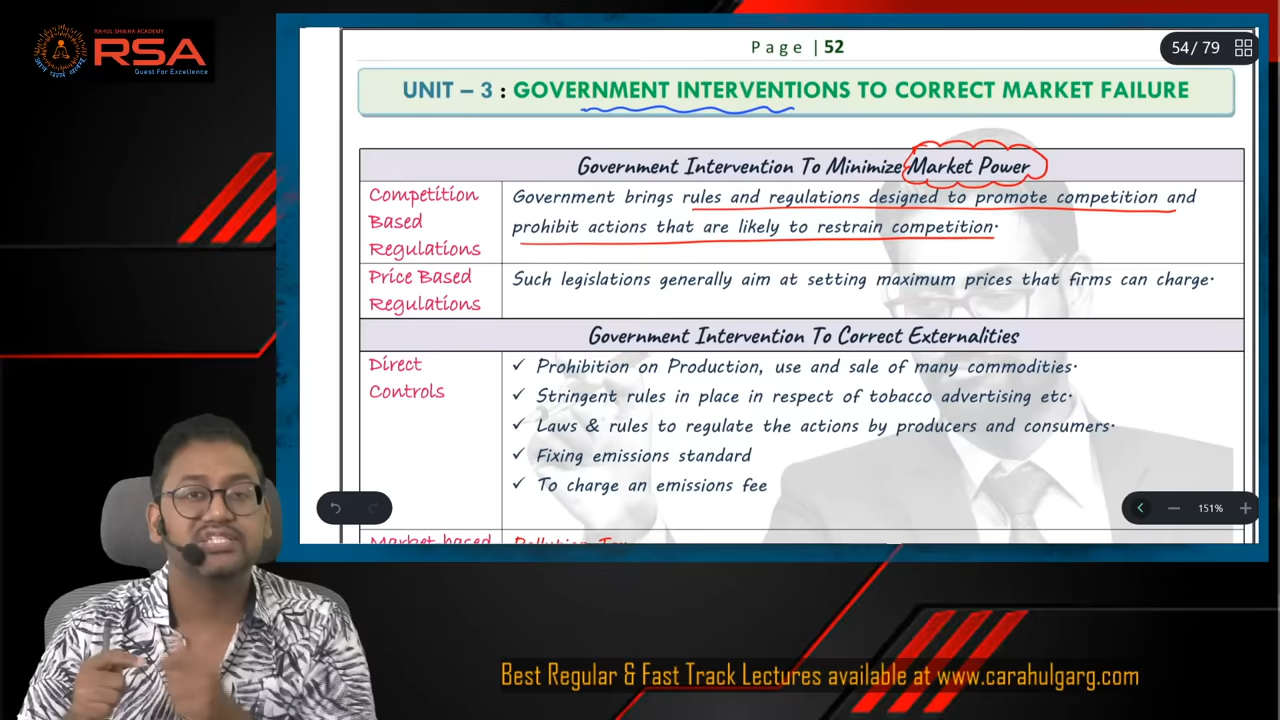 RAHUL SHIKHA ACADEMY
RSA
Quest For Excellence
Page | 52
54 / 79
UNIT – 3 : GOVERNMENT INTERVENTIONS TO CORRECT MARKET FAILURE
Government Intervention To Minimize Market Power
Competition Based Regulations
Government brings rules and regulations designed to promote competition and
prohibit actions that are likely to restrain competition.
Price Based Regulations
Such legislations generally aim at setting maximum prices that firms can charge.
Government Intervention To Correct Externalities
Direct Controls
✓ Prohibition on Production, use and sale of many commodities.
✓ Stringent rules in place in respect of tobacco advertising etc.
✓ Laws & rules to regulate the actions by producers and consumers.
✓ Fixing emissions standard
✓ To charge an emissions fee
151%
Market based
Pollution Tax
Best Regular & Fast Track Lectures available at www.carahulgarg.com